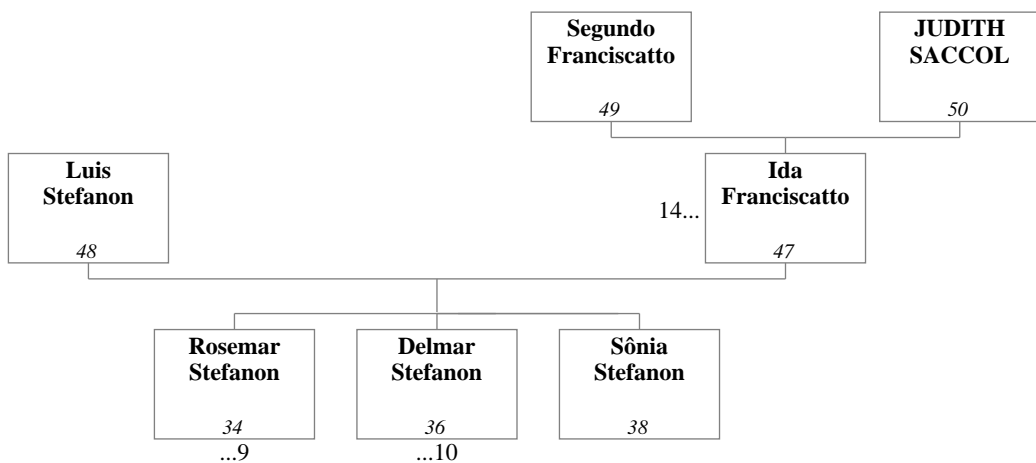 Segundo
Franciscatto
49
JUDITH
SACCOL
50
Luis
Stefanon
48
14...
Ida
Franciscatto
47
Rosemar
Stefanon
34
...9
Delmar
Stefanon
36
...10
Sônia
Stefanon
38